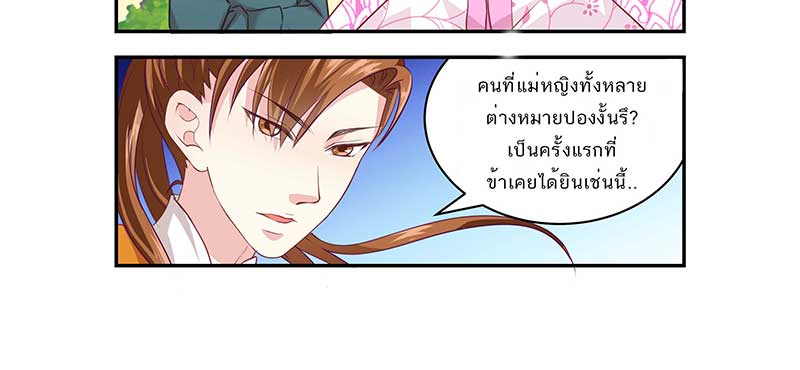 คนที่แม่หญิงทั้งหลาย
ต่างหมายปองงั้นรึ?
เป็นครั้งแรกที่
ข้าเคยได้ยินเช่นนี้..